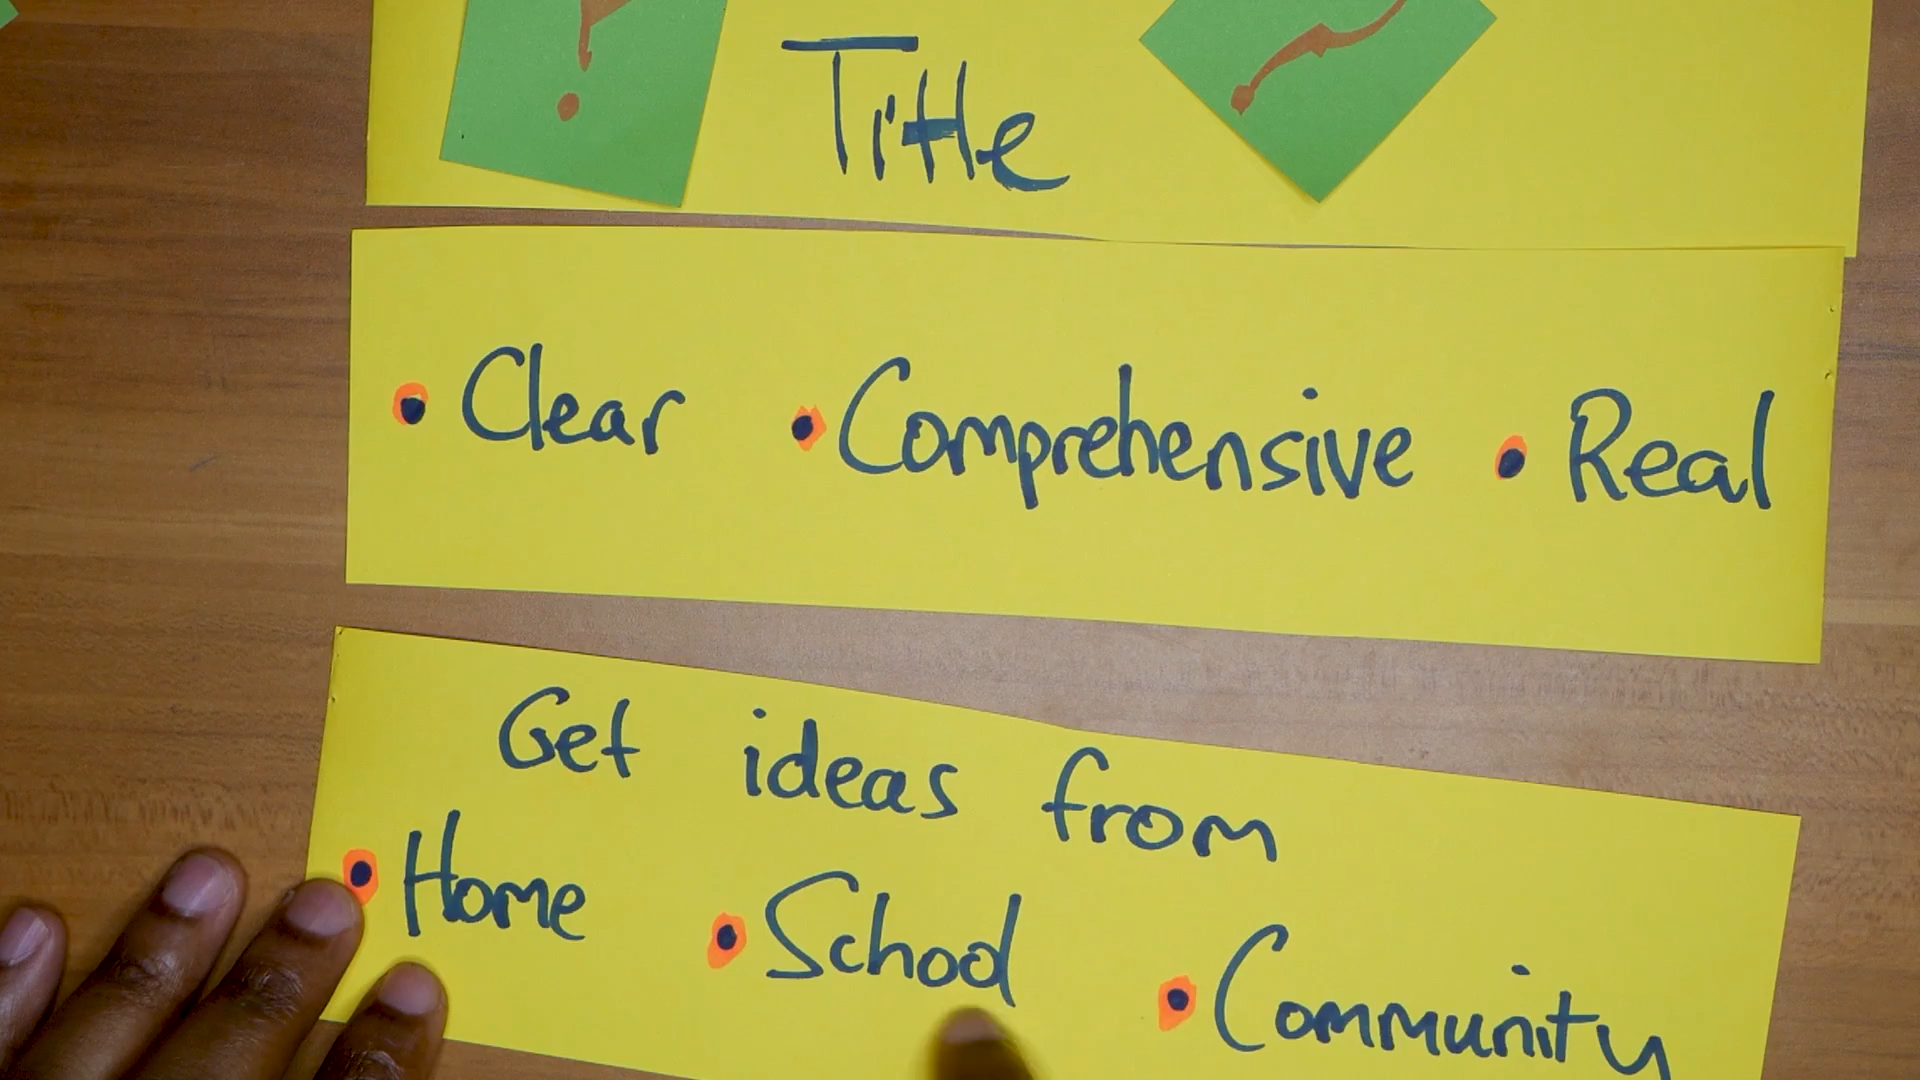 ? Title ?
• Clear • Comprehensive • Real
Get ideas from
• Home • School • Community